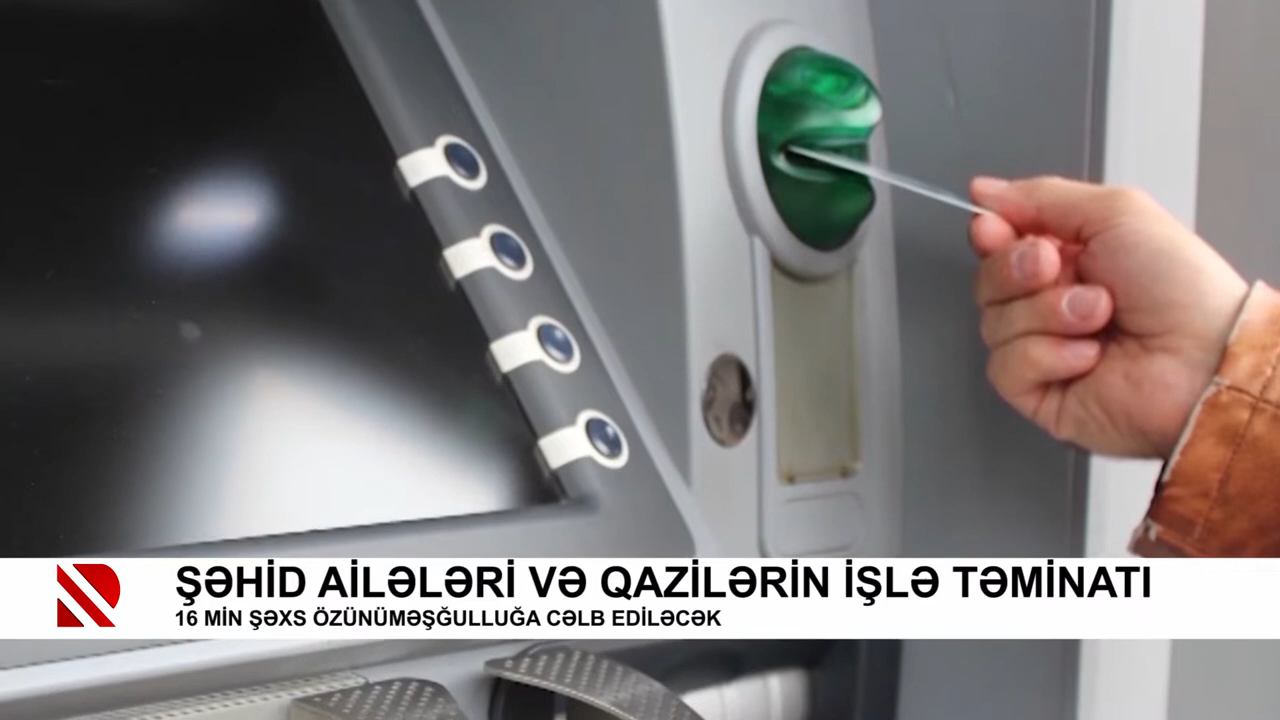 ŞƏHİD AİLƏLƏRİ VƏ QAZİLƏRİN İŞLƏ TƏMİNATI
16 MİN ŞƏXS ÖZÜNÜMƏŞĞULLUĞA CƏLB EDİLƏCƏK